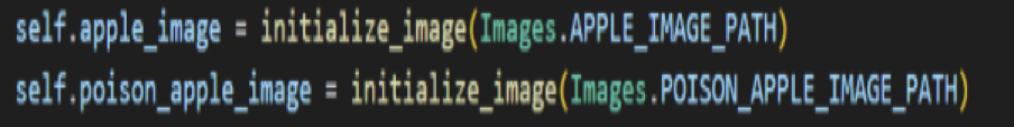 self.apple_image = initialize_image(Images.APPLE_IMAGE_PATH)
self.poison_apple_image = initialize_image(Images.POISON_APPLE_IMAGE_PATH)